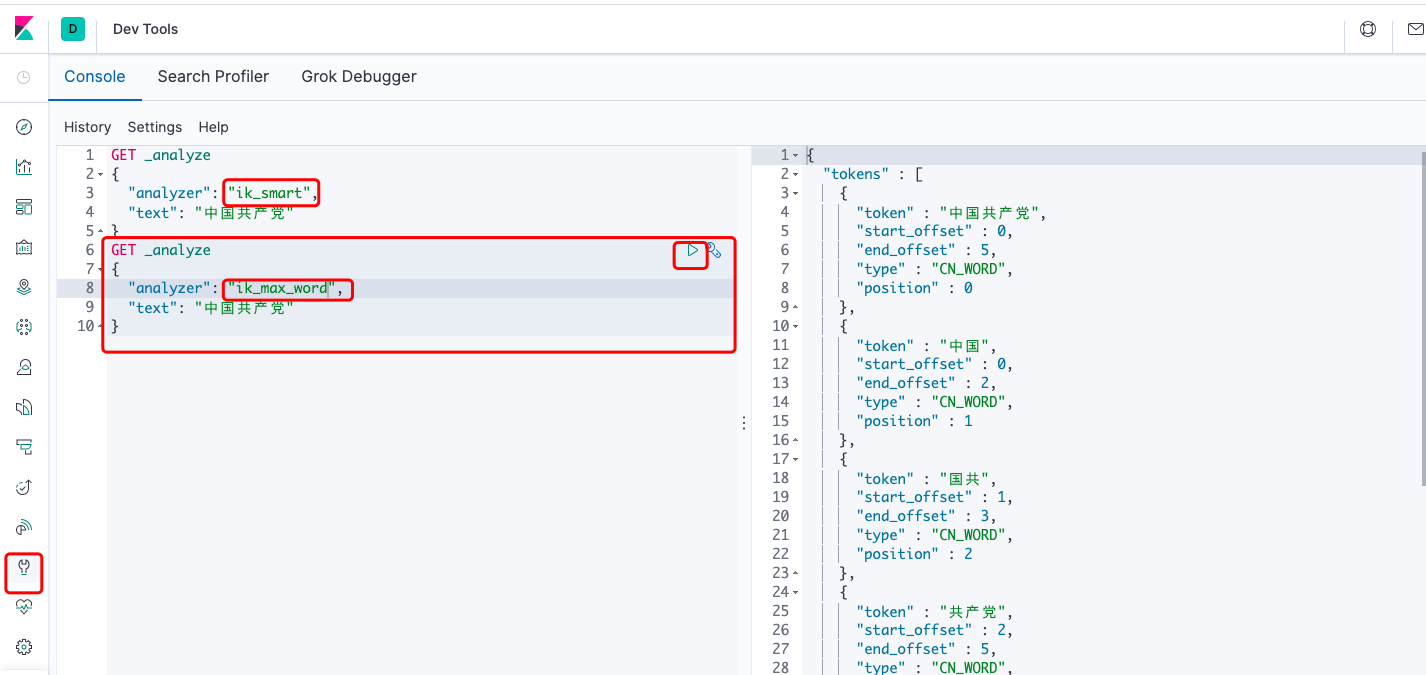 D
Dev Tools
Console Search Profiler Grok Debugger
History Settings Help
1 GET _analyze
2 {
3 "analyzer": "ik_smart",
4 "text": "中国共产党"
5 }
6 GET _analyze
7 {
8 "analyzer": "ik_max_word",
9 "text": "中国共产党"
10 }
1 {
2 "tokens" : [
3 {
4 "token" : "中国共产党",
5 "start_offset" : 0,
6 "end_offset" : 5,
7 "type" : "CN_WORD",
8 "position" : 0
9 },
10 {
11 "token" : "中国",
12 "start_offset" : 0,
13 "end_offset" : 2,
14 "type" : "CN_WORD",
15 "position" : 1
16 },
17 {
18 "token" : "国共",
19 "start_offset" : 1,
20 "end_offset" : 3,
21 "type" : "CN_WORD",
22 "position" : 2
23 },
24 {
25 "token" : "共产党",
26 "start_offset" : 2,
27 "end_offset" : 5,
28 "type" : "CN_WORD",